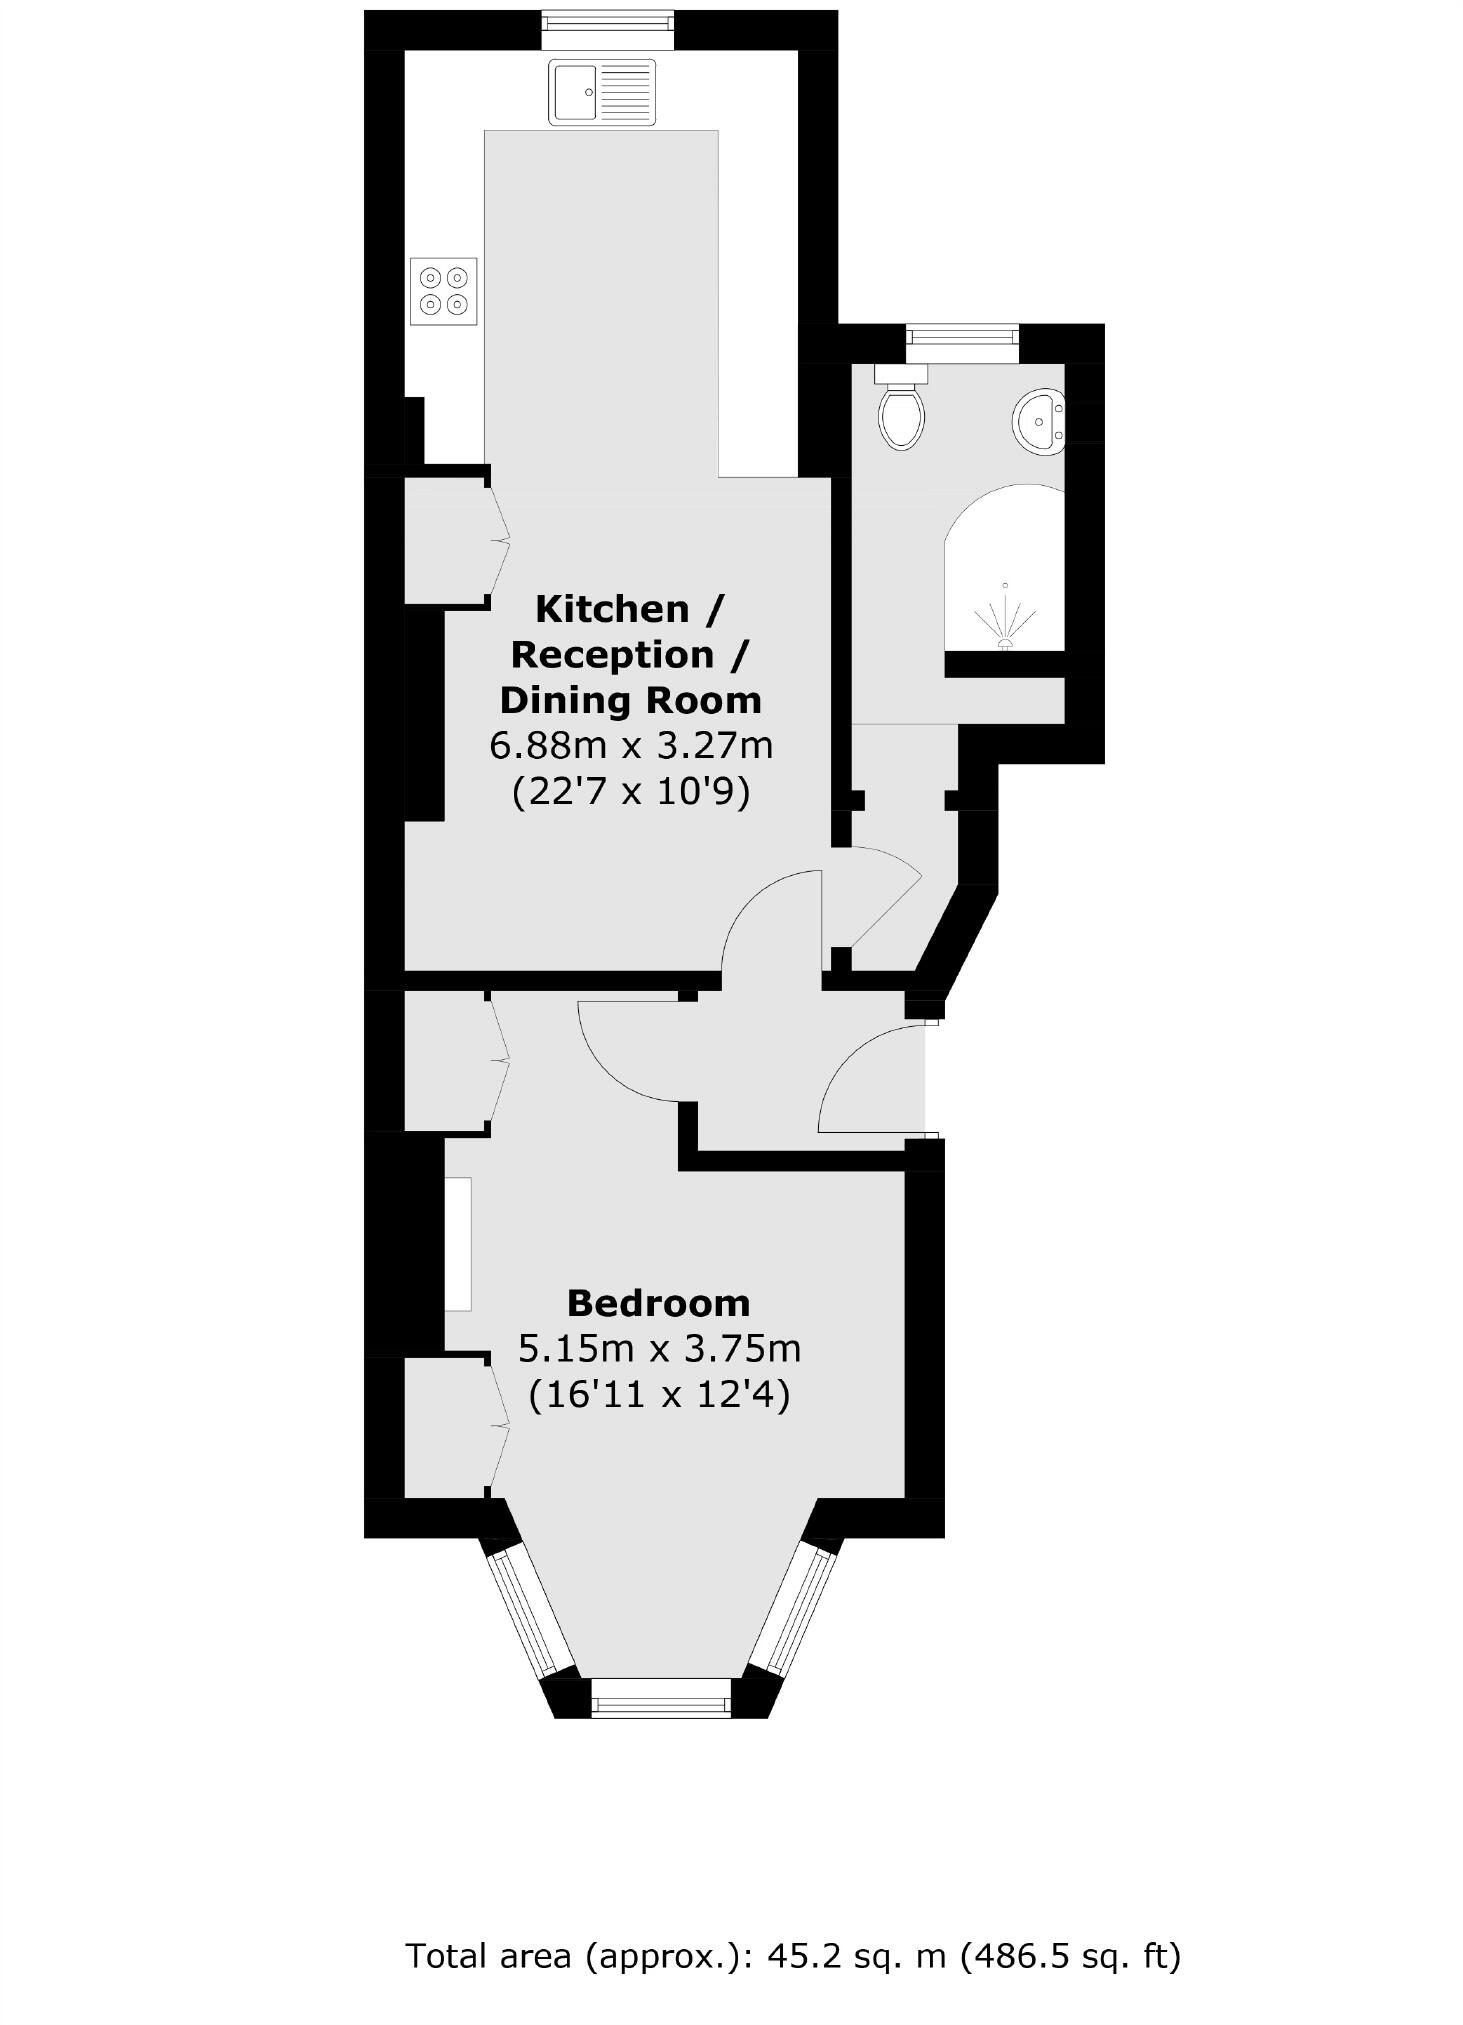 Kitchen /
Reception /
Dining Room
6.88m x 3.27m
(22'7 x 10'9)
Bedroom
5.15m x 3.75m
(16'11 x 12'4)
Total area (approx.): 45.2 sq. m (486.5 sq. ft)